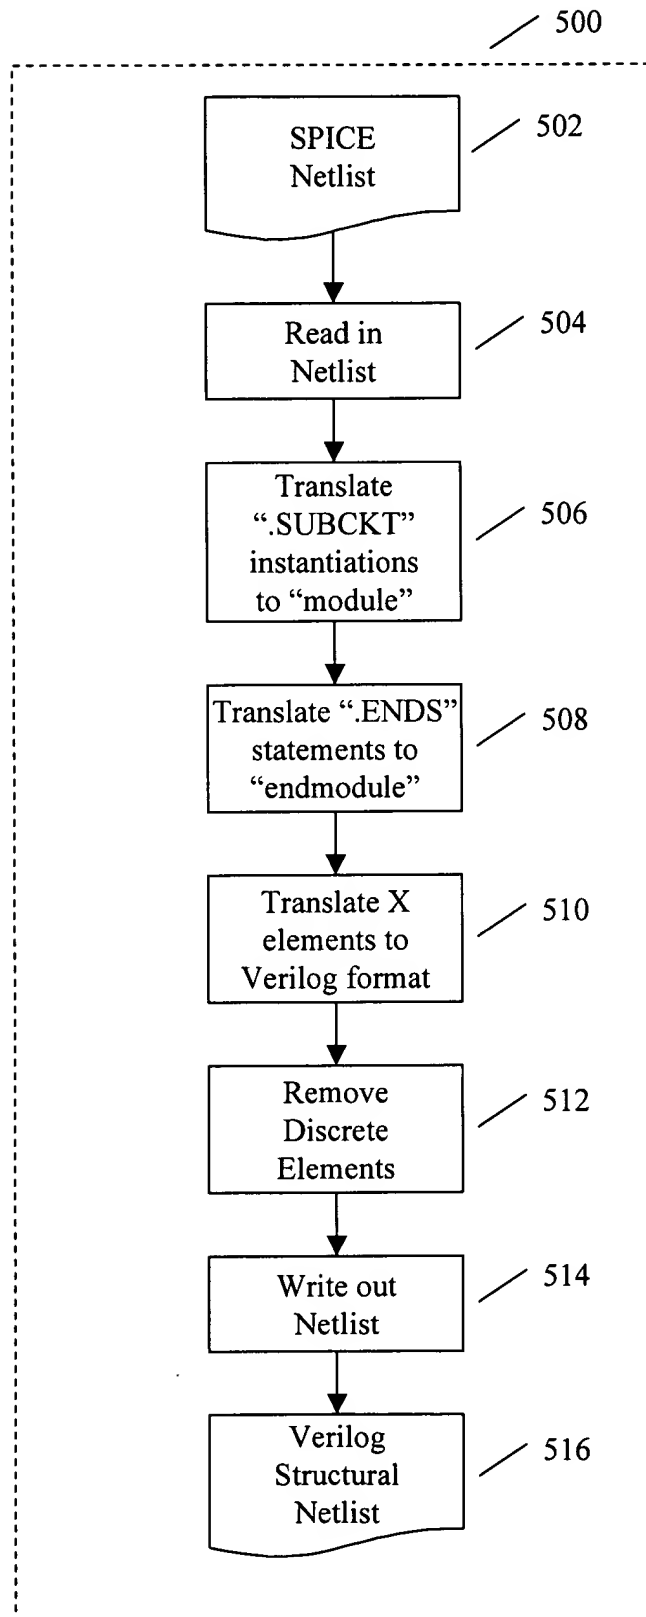 500
SPICE
Netlist
502
Read in
Netlist
504
Translate
“.SUBCKT”
instantiations
to “module”
506
Translate “.ENDS”
statements to
“endmodule”
508
Translate X
elements to
Verilog format
510
Remove
Discrete
Elements
512
Write out
Netlist
514
Verilog
Structural
Netlist
516